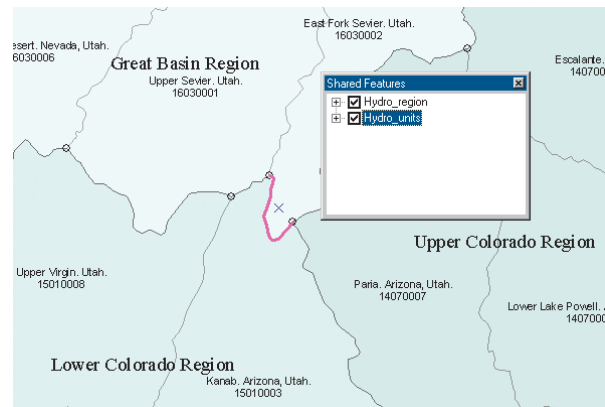 East Fork Sevier. Utah.
16030002
esert. Nevada, Utah.
6030006
Great Basin Region
Upper Sevier. Utah.
16030001
Escalante.
14070
Shared Features
Hydro_region
Hydro_units
Upper Colorado Region
Upper Virgin. Utah.
15010008
Paria. Arizona, Utah.
14070007
Lower Lake Powell.
140700
Lower Colorado Region
Kanab. Arizona, Utah.
15010003